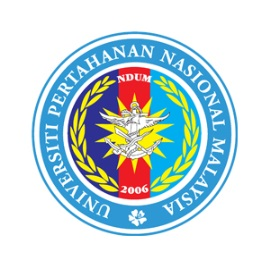 UNIVERSITI PERTAHANAN NASIONAL MALAYSIA
NDUM
2006